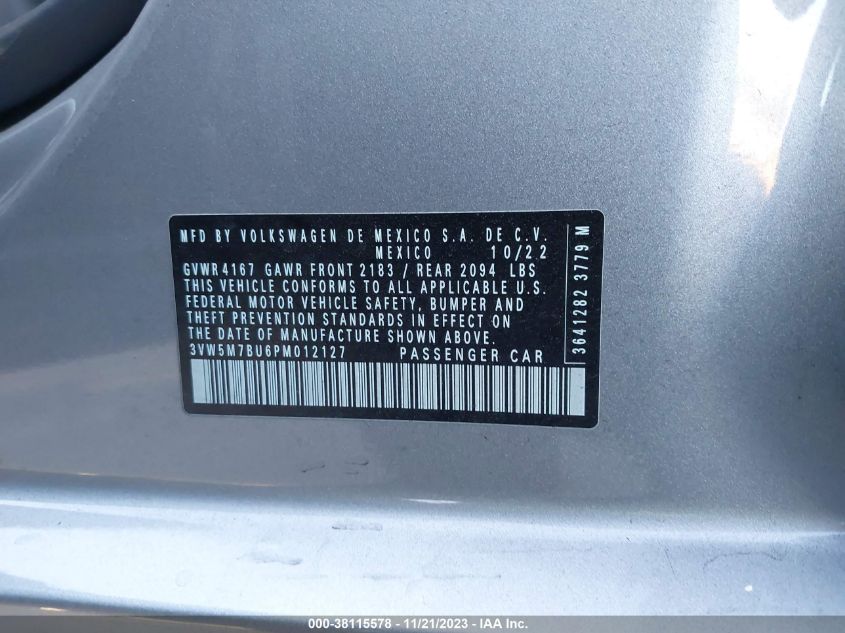 MFD BY VOLKSWAGEN DE MEXICO S.A. DE C.V.
MEXICO 10/22
GVWR4167 GAWR FRONT 2183 / REAR 2094 LBS
THIS VEHICLE CONFORMS TO ALL APPLICABLE U.S.
FEDERAL MOTOR VEHICLE SAFETY, BUMPER AND
THEFT PREVENTION STANDARDS IN EFFECT ON
THE DATE OF MANUFACTURE SHOWN ABOVE.
3VW5M7BU6PM012127 PASSENGER CAR
3641282 3779 M
000-38115578 - 11/21/2023 - IAA Inc.